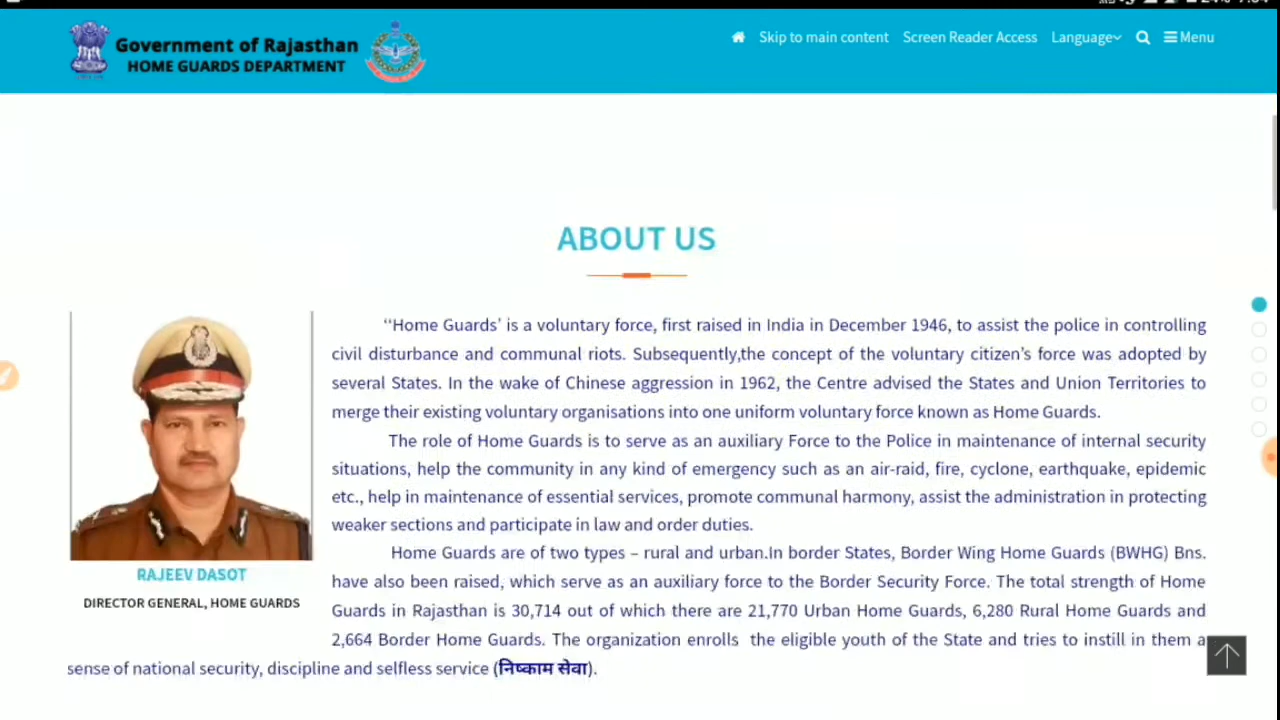 Government of Rajasthan
HOME GUARDS DEPARTMENT
Skip to main content Screen Reader Access Language Menu
ABOUT US
‘‘Home Guards’ is a voluntary force, first raised in India in December 1946, to assist the police in controlling
civil disturbance and communal riots. Subsequently,the concept of the voluntary citizen’s force was adopted by
several States. In the wake of Chinese aggression in 1962, the Centre advised the States and Union Territories to
merge their existing voluntary organisations into one uniform voluntary force known as Home Guards.
The role of Home Guards is to serve as an auxiliary Force to the Police in maintenance of internal security
situations, help the community in any kind of emergency such as an air-raid, fire, cyclone, earthquake, epidemic
etc., help in maintenance of essential services, promote communal harmony, assist the administration in protecting
weaker sections and participate in law and order duties.
Home Guards are of two types – rural and urban.In border States, Border Wing Home Guards (BWHG) Bns.
have also been raised, which serve as an auxiliary force to the Border Security Force. The total strength of Home
Guards in Rajasthan is 30,714 out of which there are 21,770 Urban Home Guards, 6,280 Rural Home Guards and
2,664 Border Home Guards. The organization enrolls the eligible youth of the State and tries to instill in them a
sense of national security, discipline and selfless service (निष्काम सेवा).
RAJEEV DASOT
DIRECTOR GENERAL, HOME GUARDS